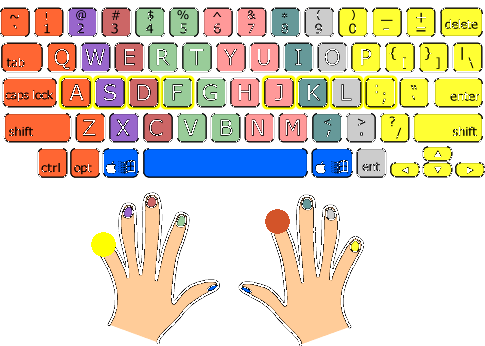 ~ ` ! 1 @ 2 # 3 $ 4 % 5 ^ 6 & 7 * 8 ( 9 ) 0 — - + = delete
tab Q W E R T Y U I O P { [ } ] | \
caps lock A S D F G H J K L : ; " ' enter
shift Z X C V B N M < , > . ? / shift
ctrl opt ent